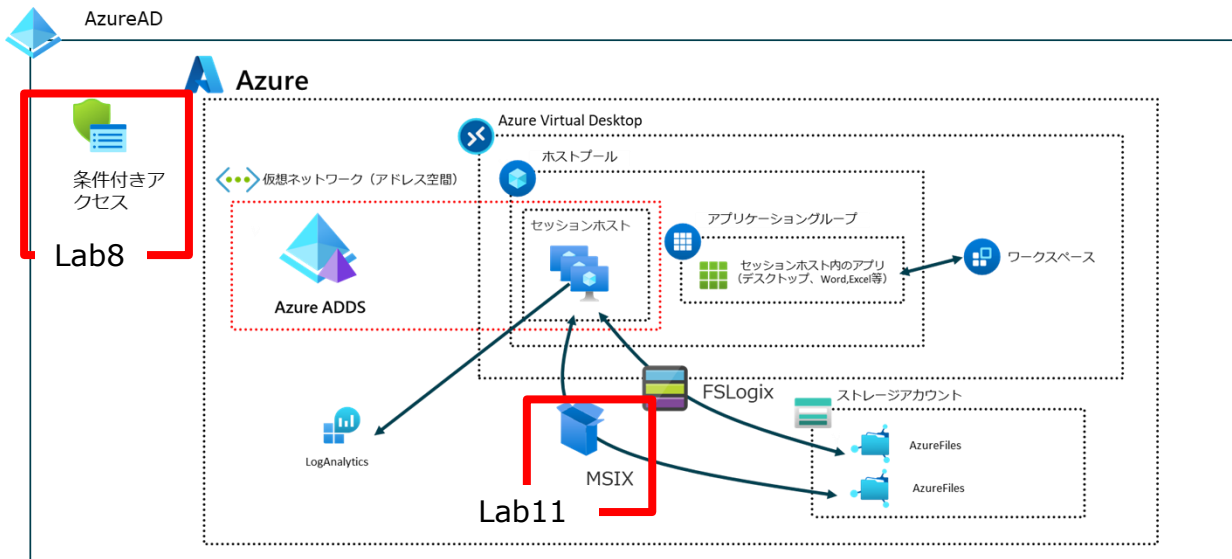 AzureAD
Azure
Azure Virtual Desktop
ホストプール
条件付きア
クセス
仮想ネットワーク（アドレス空間）
セッションホスト
アプリケーショングループ
Lab8
セッションホスト内のアプリ
（デスクトップ、Word,Excel等）
ワークスペース
Azure ADDS
FSLogix
ストレージアカウント
AzureFiles
LogAnalytics
MSIX
AzureFiles
Lab11